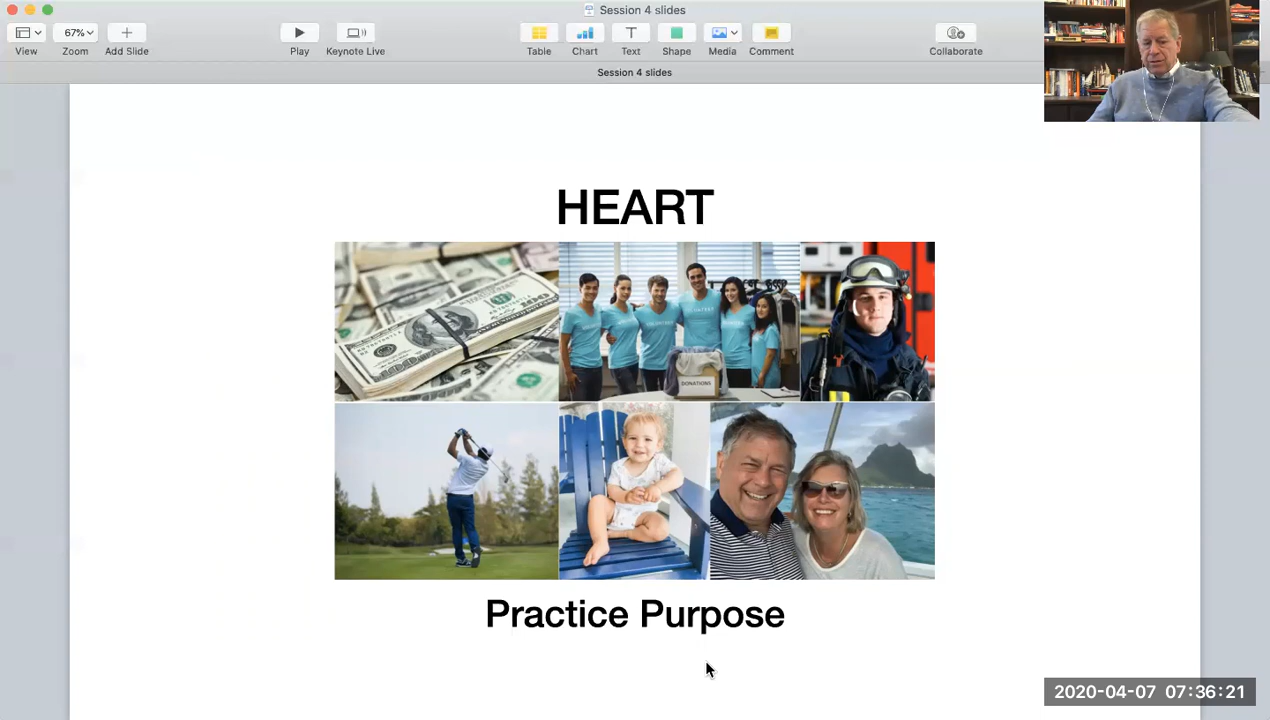 Session 4 slides
67%
View
Zoom
Add Slide
Play
Keynote Live
Table
Chart
Text
Shape
Media
Comment
Collaborate
Session 4 slides
HEART
DONATIONS
Practice Purpose
2020-04-07 07:36:21